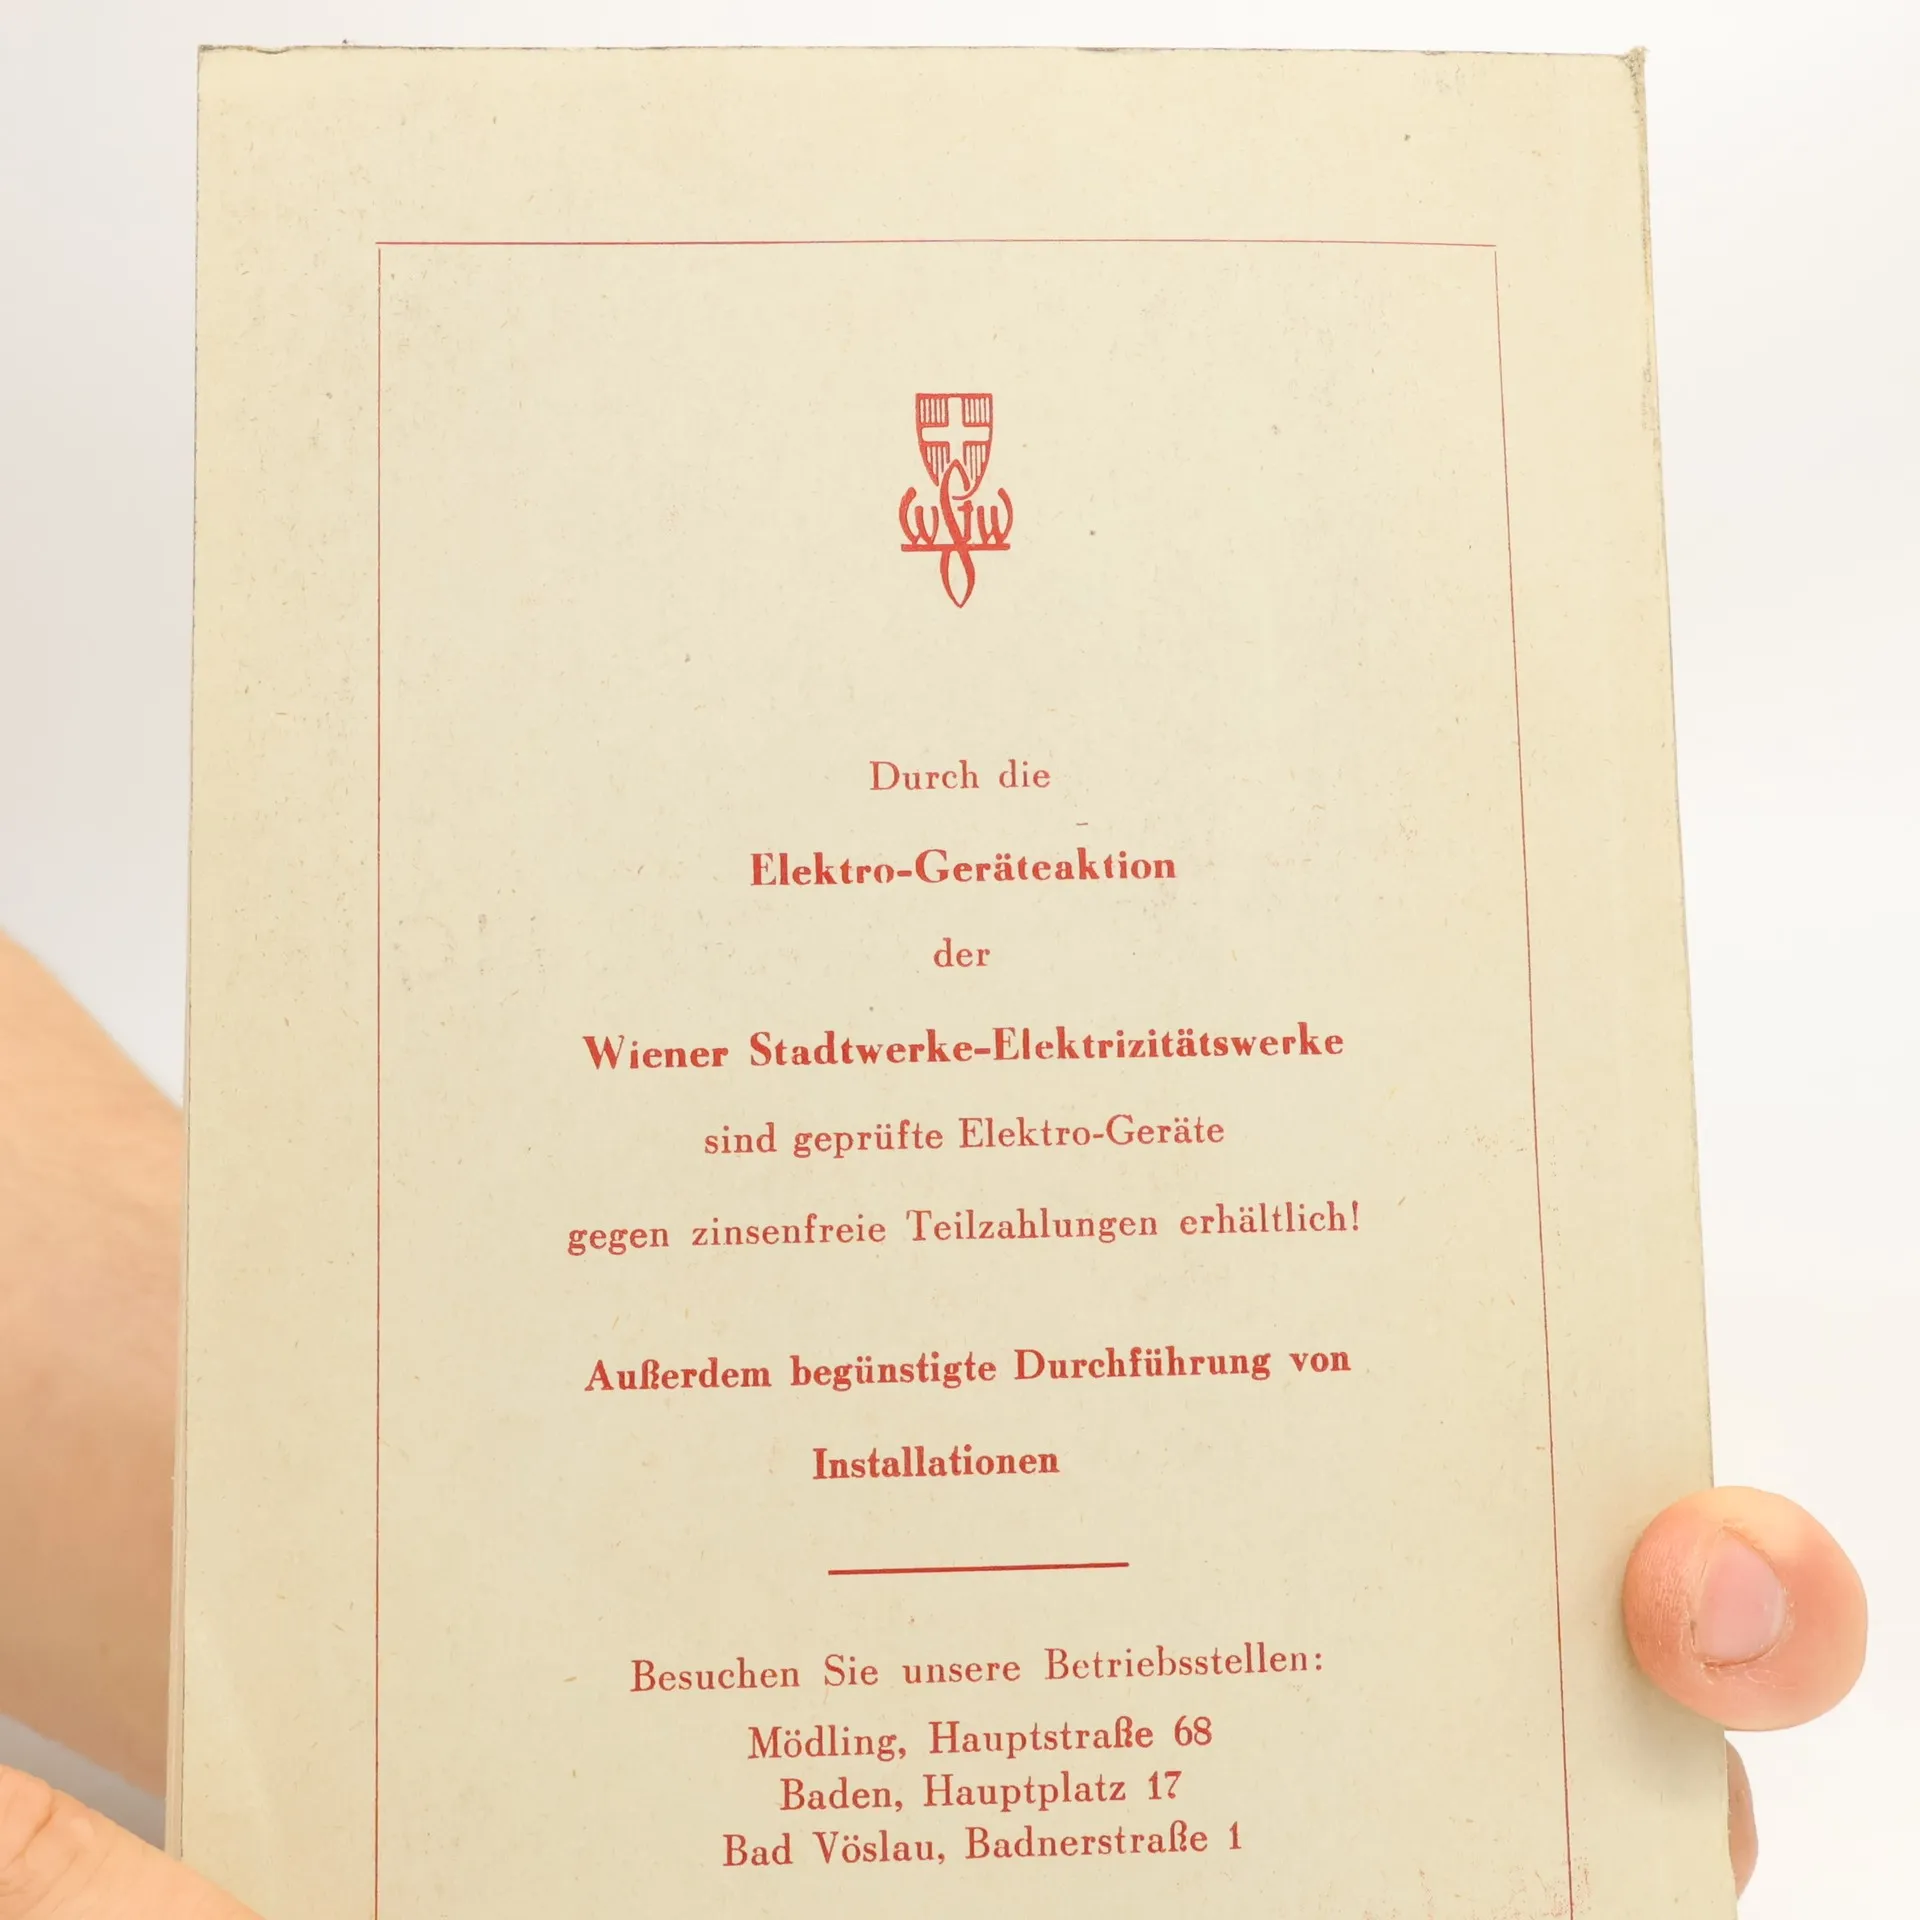 WStW
Durch die
Elektro-Geräteaktion
der
Wiener Stadtwerke-Elektrizitätswerke
sind geprüfte Elektro-Geräte
gegen zinsenfreie Teilzahlungen erhältlich!
Außerdem begünstigte Durchführung von
Installationen
Besuchen Sie unsere Betriebsstellen:
Mödling, Hauptstraße 68
Baden, Hauptplatz 17
Bad Vöslau, Badnerstraße 1